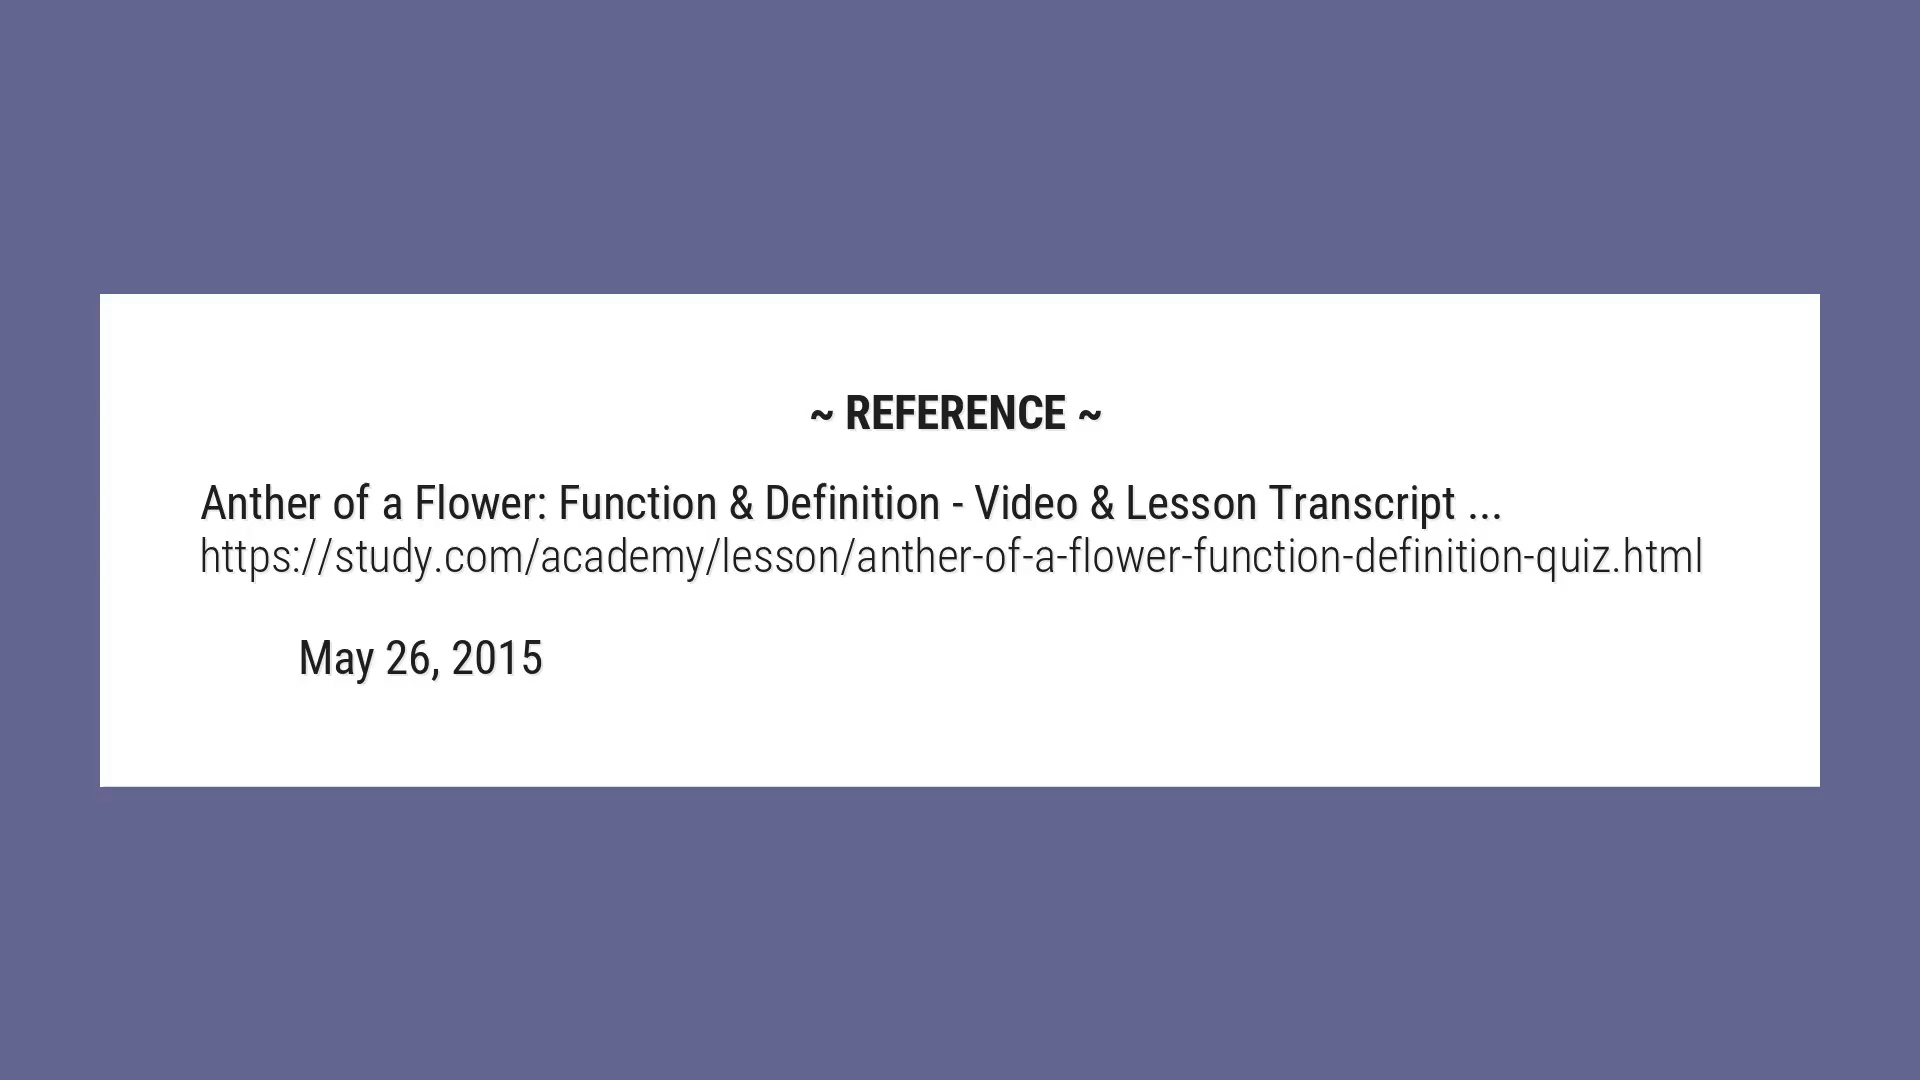 ~ REFERENCE ~
Anther of a Flower: Function & Definition - Video & Lesson Transcript ...
https://study.com/academy/lesson/anther-of-a-flower-function-definition-quiz.html
May 26, 2015